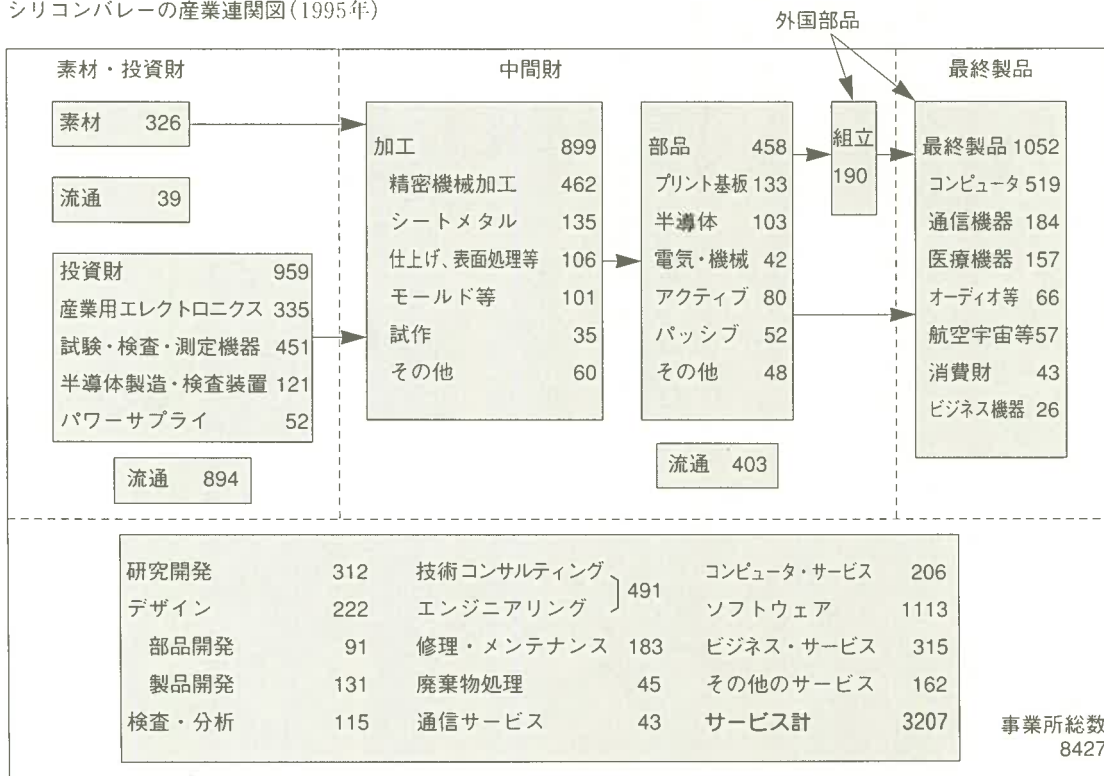 シリコンバレーの産業連関図(1995年)
外国部品
素材・投資財
中間財
最終製品
素材 326
流通 39
投資財 959
産業用エレクトロニクス 335
試験・検査・測定機器 451
半導体製造・検査装置 121
パワーサプライ 52
流通 894
加工 899
精密機械加工 462
シートメタル 135
仕上げ、表面処理等 106
モールド等 101
試作 35
その他 60
部品 458
プリント基板 133
半導体 103
電気・機械 42
アクティブ 80
パッシブ 52
その他 48
流通 403
組立
190
最終製品 1052
コンピュータ 519
通信機器 184
医療機器 157
オーディオ等 66
航空宇宙等 57
消費財 43
ビジネス機器 26
研究開発 312
デザイン 222
部品開発 91
製品開発 131
検査・分析 115
技術コンサルティング
エンジニアリング
491
修理・メンテナンス 183
廃棄物処理 45
通信サービス 43
コンピュータ・サービス 206
ソフトウェア 1113
ビジネス・サービス 315
その他のサービス 162
サービス計 3207
事業所総数
8427